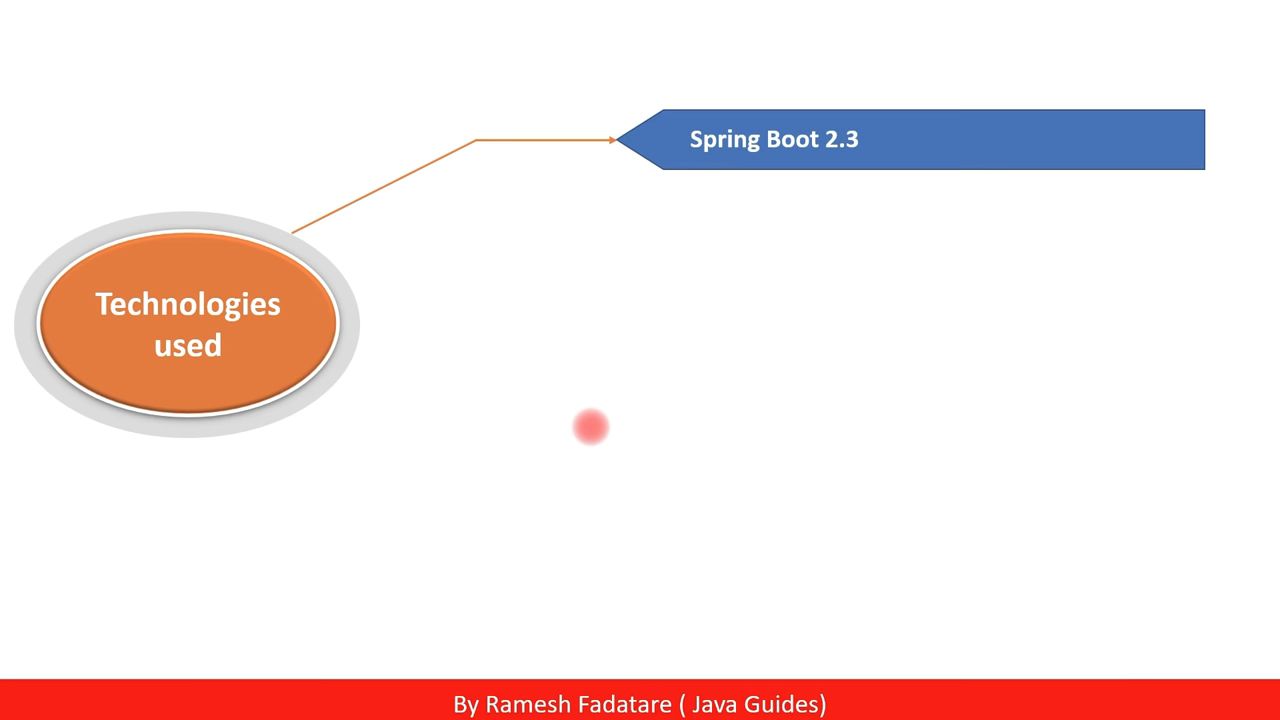 Spring Boot 2.3
Technologies
used
By Ramesh Fadatare ( Java Guides)